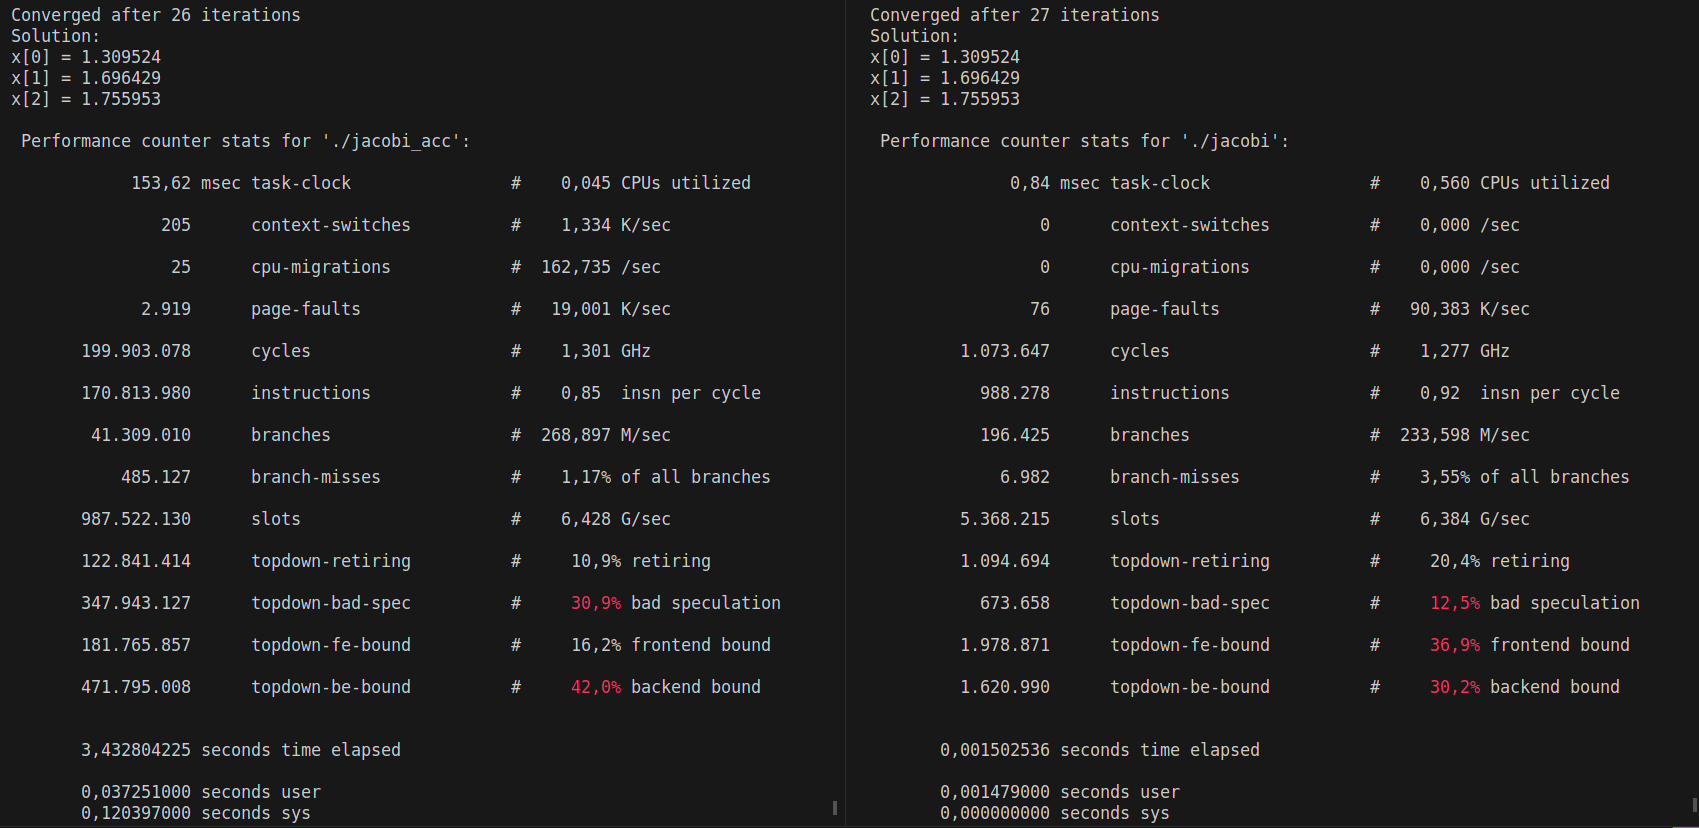 Converged after 26 iterations
Solution:
x[0] = 1.309524
x[1] = 1.696429
x[2] = 1.755953
Performance counter stats for './jacobi_acc':
153,62 msec task-clock # 0,045 CPUs utilized
205 context-switches # 1,334 K/sec
25 cpu-migrations # 162,735 /sec
2.919 page-faults # 19,001 K/sec
199.903.078 cycles # 1,301 GHz
170.813.980 instructions # 0,85 insn per cycle
41.309.010 branches # 268,897 M/sec
485.127 branch-misses # 1,17% of all branches
987.522.130 slots # 6,428 G/sec
122.841.414 topdown-retiring # 10,9% retiring
347.943.127 topdown-bad-spec # 30,9% bad speculation
181.765.857 topdown-fe-bound # 16,2% frontend bound
471.795.008 topdown-be-bound # 42,0% backend bound
3,432804225 seconds time elapsed
0,037251000 seconds user
0,120397000 seconds sys
Converged after 27 iterations
Solution:
x[0] = 1.309524
x[1] = 1.696429
x[2] = 1.755953
Performance counter stats for './jacobi':
0,84 msec task-clock # 0,560 CPUs utilized
0 context-switches # 0,000 /sec
0 cpu-migrations # 0,000 /sec
76 page-faults # 90,383 K/sec
1.073.647 cycles # 1,277 GHz
988.278 instructions # 0,92 insn per cycle
196.425 branches # 233,598 M/sec
6.982 branch-misses # 3,55% of all branches
5.368.215 slots # 6,384 G/sec
1.094.694 topdown-retiring # 20,4% retiring
673.658 topdown-bad-spec # 12,5% bad speculation
1.978.871 topdown-fe-bound # 36,9% frontend bound
1.620.990 topdown-be-bound # 30,2% backend bound
0,001502536 seconds time elapsed
0,001479000 seconds user
0,000000000 seconds sys